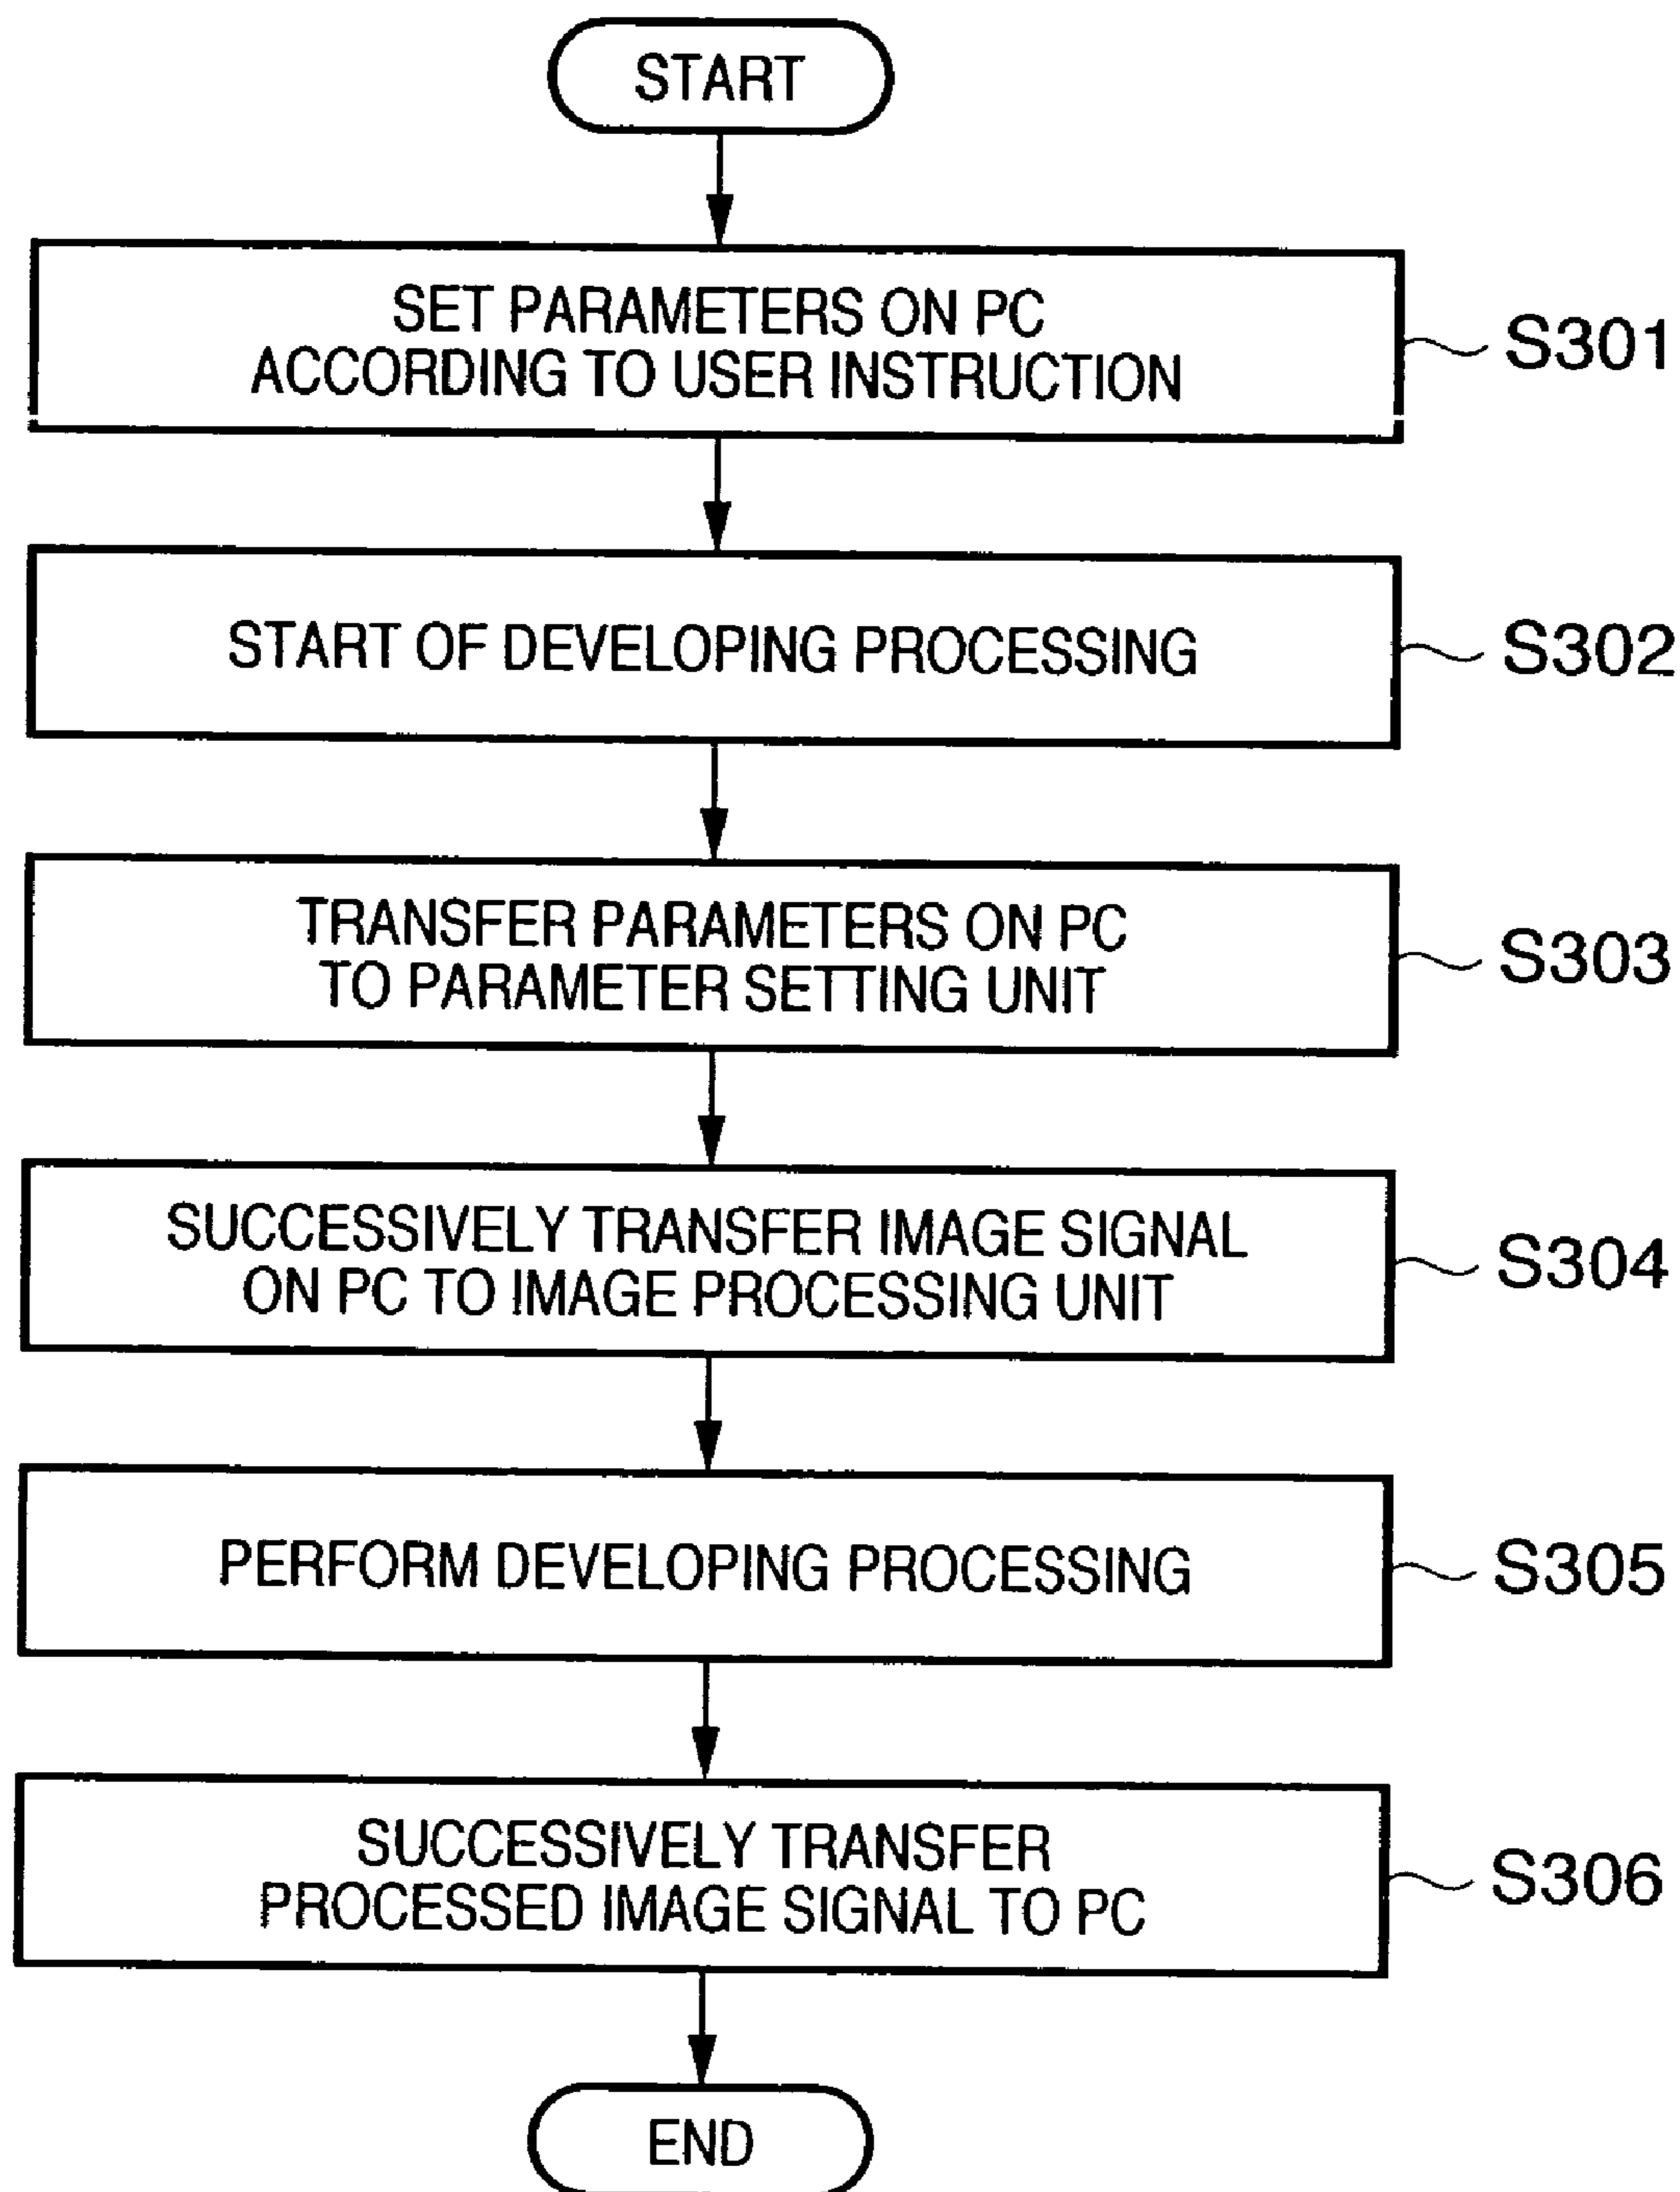 START
SET PARAMETERS ON PC
ACCORDING TO USER INSTRUCTION
S301
START OF DEVELOPING PROCESSING
S302
TRANSFER PARAMETERS ON PC
TO PARAMETER SETTING UNIT
S303
SUCCESSIVELY TRANSFER IMAGE SIGNAL
ON PC TO IMAGE PROCESSING UNIT
S304
PERFORM DEVELOPING PROCESSING
S305
SUCCESSIVELY TRANSFER
PROCESSED IMAGE SIGNAL TO PC
S306
END